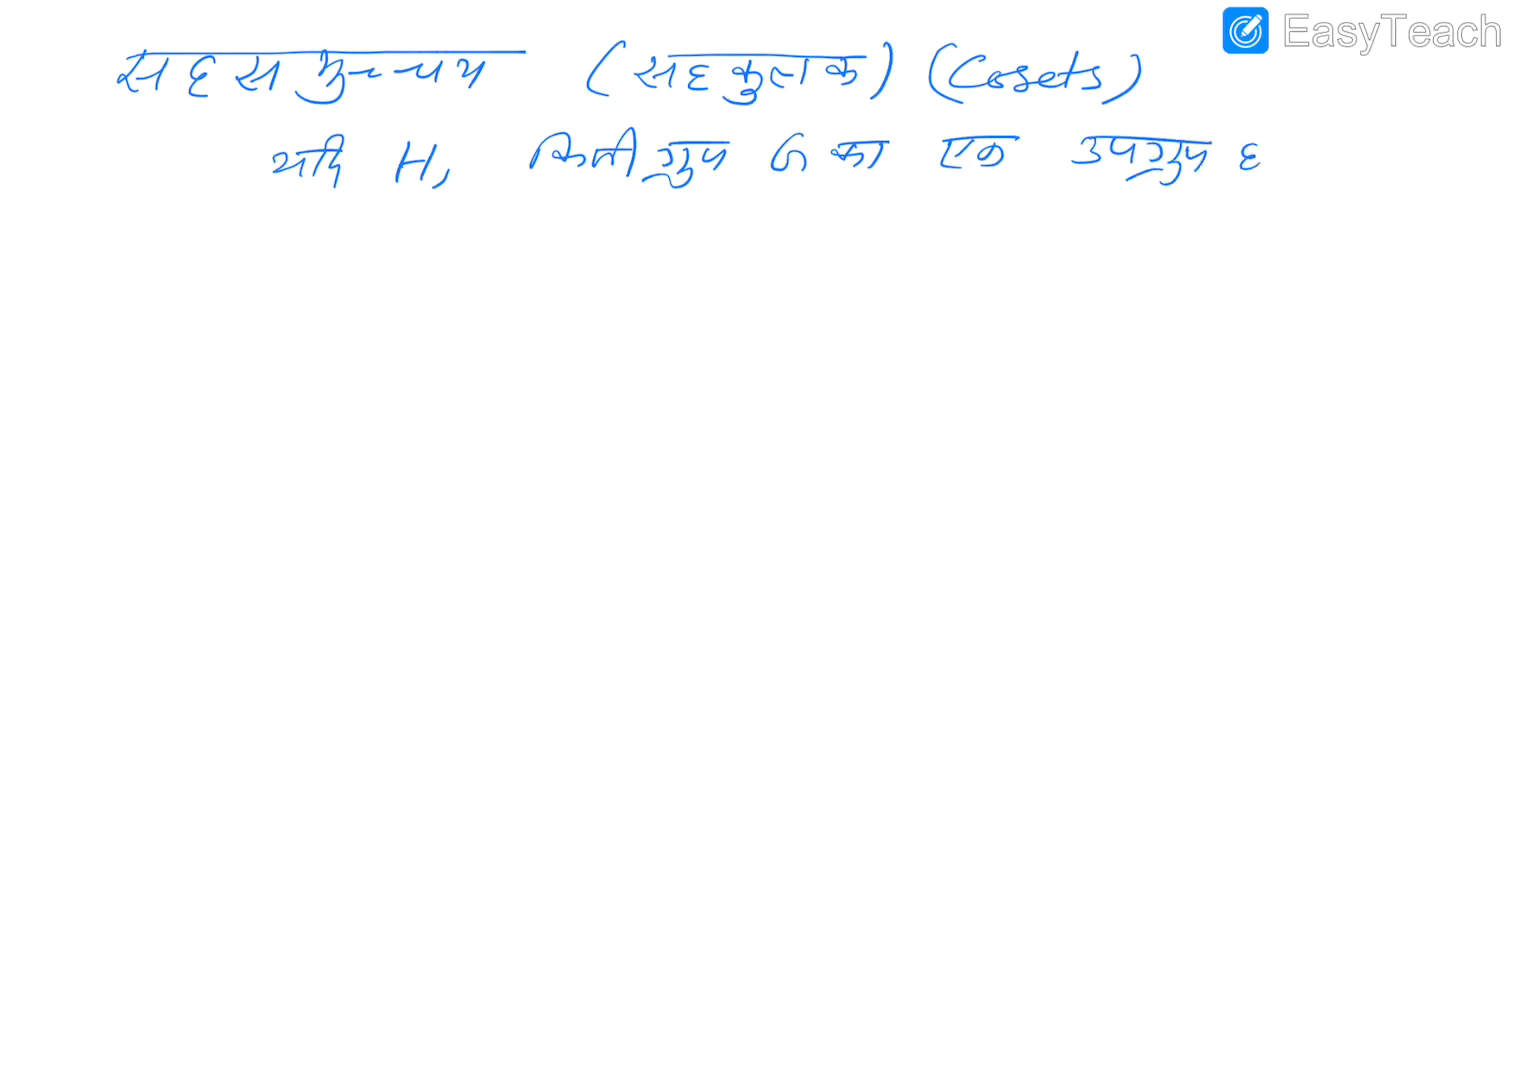 EasyTeach
सहसमुच्चय (सहकुलक) (Cosets)
यदि H, किसी ग्रुप G का एक उपग्रुप ह